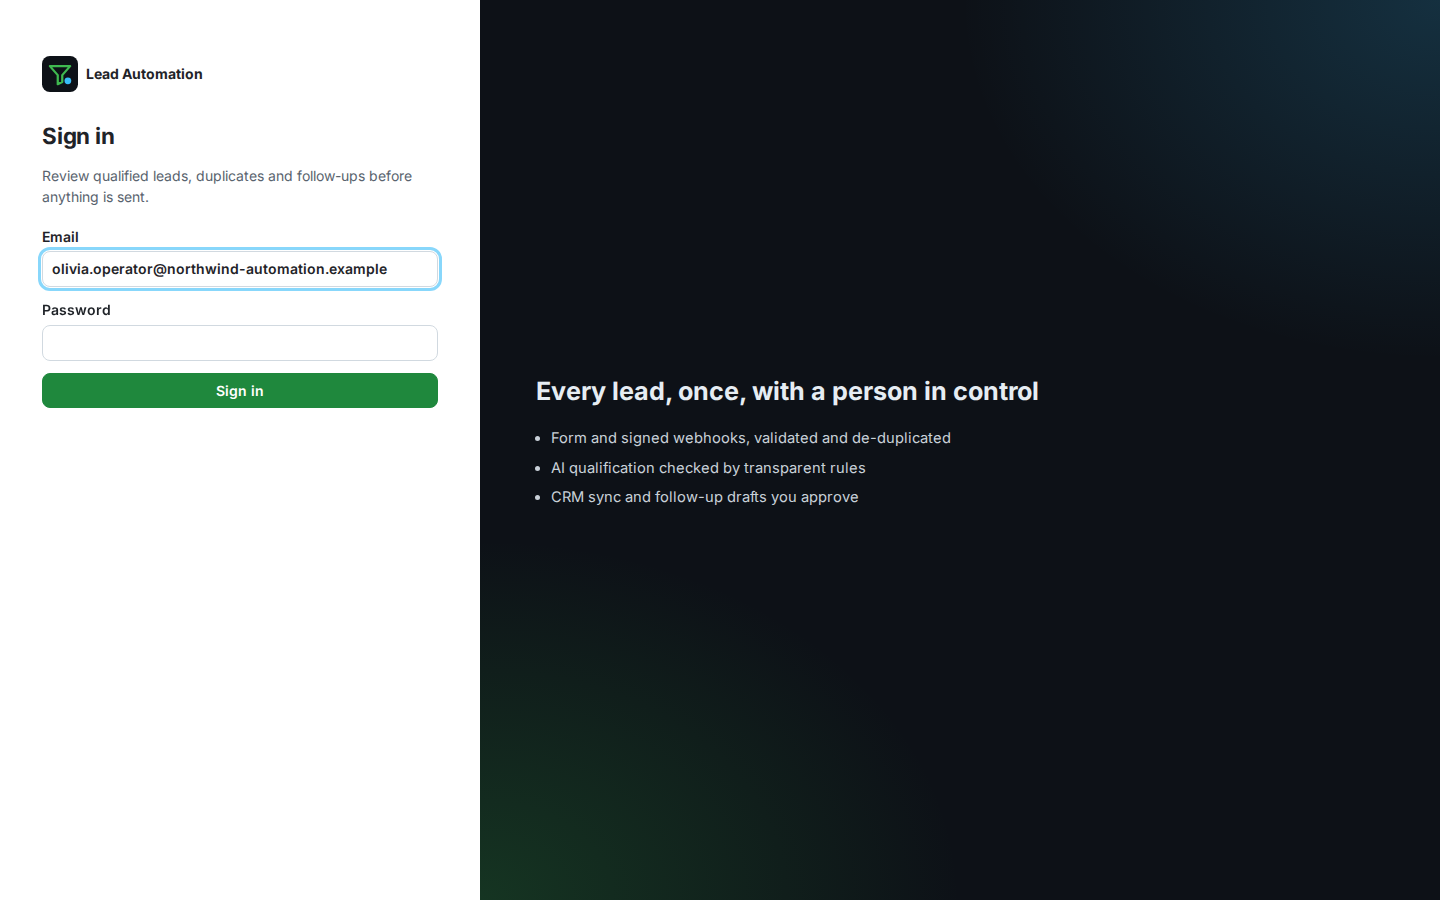 Lead Automation
Sign in
Review qualified leads, duplicates and follow-ups before
anything is sent.
Email
olivia.operator@northwind-automation.example
Password
Sign in
Every lead, once, with a person in control
Form and signed webhooks, validated and de-duplicated
AI qualification checked by transparent rules
CRM sync and follow-up drafts you approve